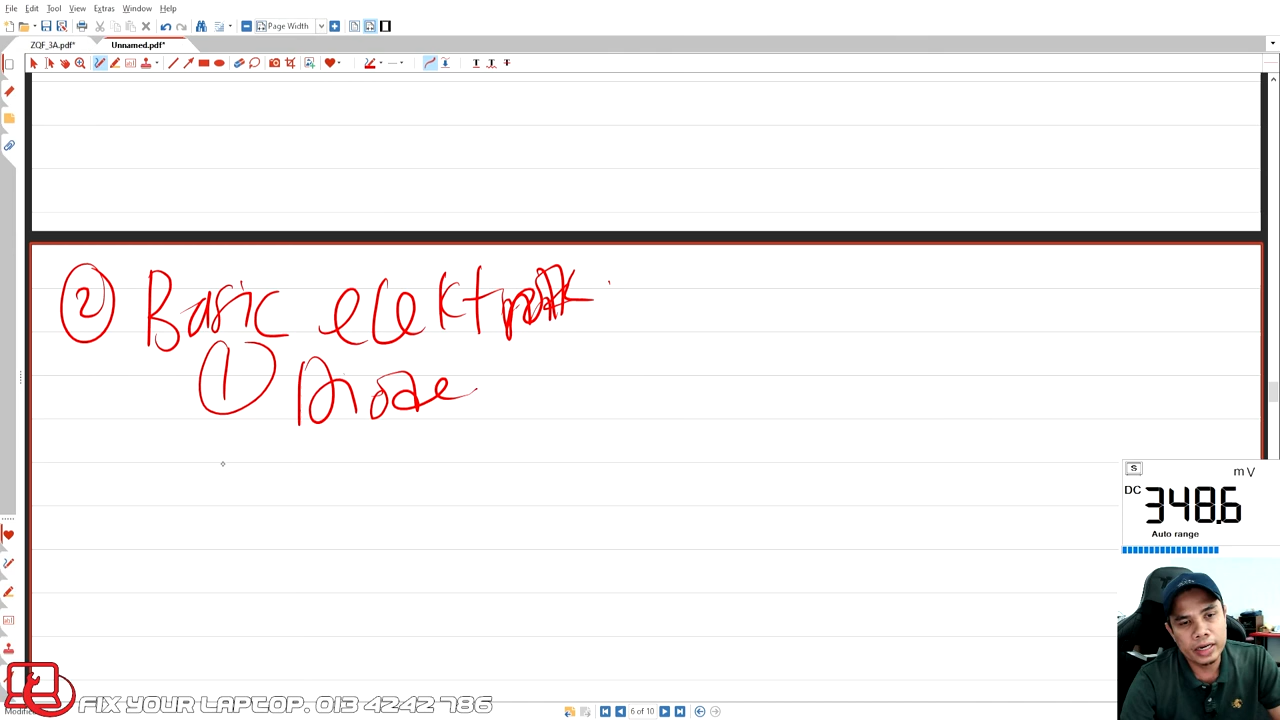 File Edit Tool View Extras Window Help
Page Width
ZQF_3A.pdf* Unnamed.pdf*
② Basic elektronik
① Diode
S
mV
DC 348.6
Auto range
FIX YOUR LAPTOP. 013 4242 786
6 of 10